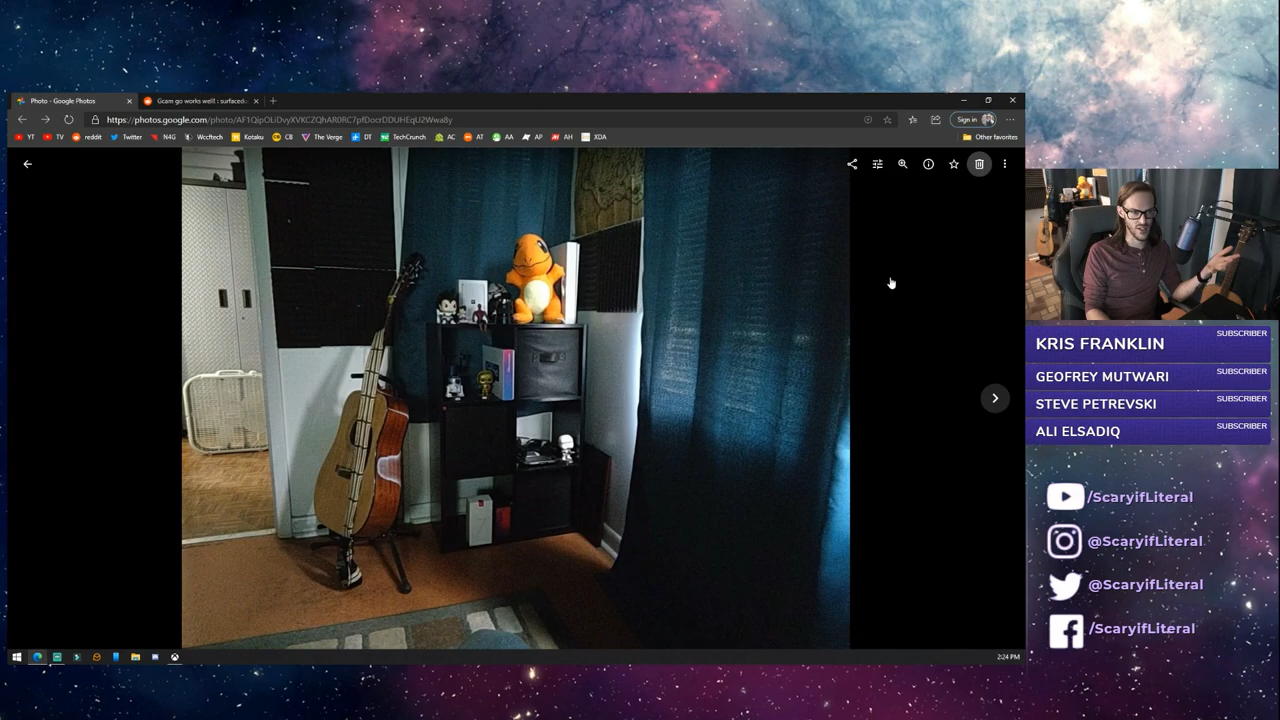 Photo - Google Photos
Gcam go works well! : surfacedu
https://photos.google.com/photo/AF1QipOLiDvyXVKCZQhAR0RC7pfDocrDDUHEqU2Wwa8y
Sign in
YT TV reddit Twitter N4G Wccftech Kotaku CB The Verge DT TechCrunch AC AT AA AP AH XDA Other favorites
2:24 PM
KRIS FRANKLIN SUBSCRIBER
GEOFREY MUTWARI SUBSCRIBER
STEVE PETREVSKI SUBSCRIBER
ALI ELSADIQ SUBSCRIBER
/ScaryifLiteral
@ScaryifLiteral
@ScaryifLiteral
/ScaryifLiteral